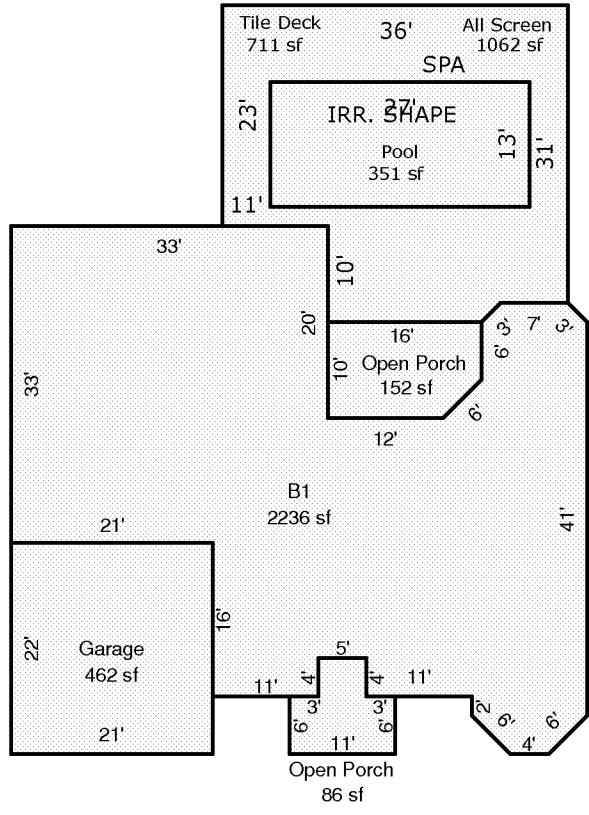 Tile Deck
711 sf
All Screen
1062 sf
36'
SPA
27'
IRR. SHAPE
23'
13'
31'
Pool
351 sf
11'
33'
10'
20'
16'
3'
7'
3'
6'
Open Porch
152 sf
10'
33'
6'
12'
B1
2236 sf
41'
21'
16'
22'
Garage
462 sf
5'
4'
4'
11'
11'
3'
3'
2'
6'
6'
6'
6'
21'
11'
4'
Open Porch
86 sf